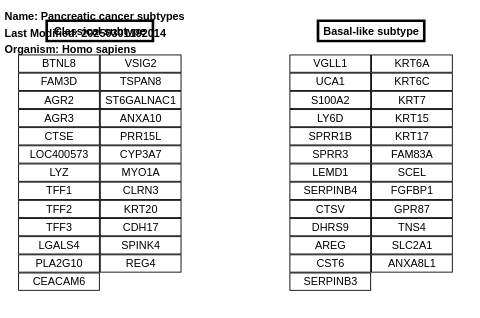 Name: Pancreatic cancer subtypes
Last Modified:
Organism: Homo sapiens
Classical subtype
BTNL8 VSIG2
FAM3D TSPAN8
AGR2 ST6GALNAC1
AGR3 ANXA10
CTSE PRR15L
LOC400573 CYP3A7
LYZ MYO1A
TFF1 CLRN3
TFF2 KRT20
TFF3 CDH17
LGALS4 SPINK4
PLA2G10 REG4
CEACAM6
Basal-like subtype
VGLL1 KRT6A
UCA1 KRT6C
S100A2 KRT7
LY6D KRT15
SPRR1B KRT17
SPRR3 FAM83A
LEMD1 SCEL
SERPINB4 FGFBP1
CTSV GPR87
DHRS9 TNS4
AREG SLC2A1
CST6 ANXA8L1
SERPINB3